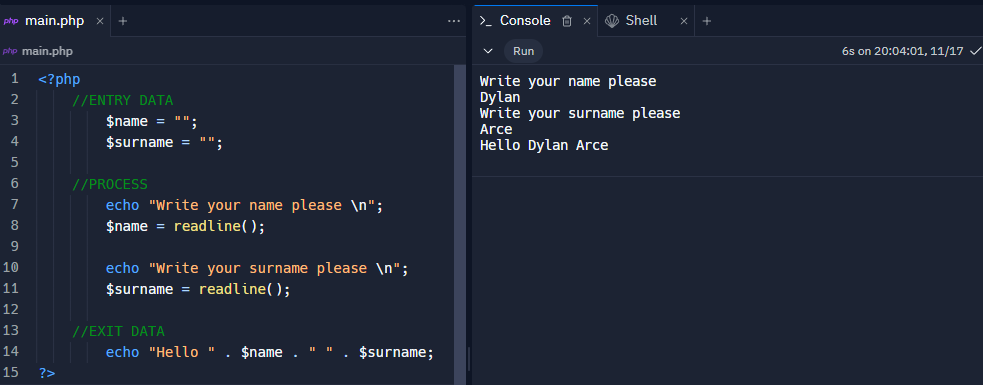 php main.php × +
···
php main.php
1 <?php
2 //ENTRY DATA
3 $name = "";
4 $surname = "";
5
6 //PROCESS
7 echo "Write your name please \n";
8 $name = readline();
9
10 echo "Write your surname please \n";
11 $surname = readline();
12
13 //EXIT DATA
14 echo "Hello " . $name . " " . $surname;
15 ?>
>_ Console × Shell × +
Run 6s on 20:04:01, 11/17 ✓
Write your name please
Dylan
Write your surname please
Arce
Hello Dylan Arce